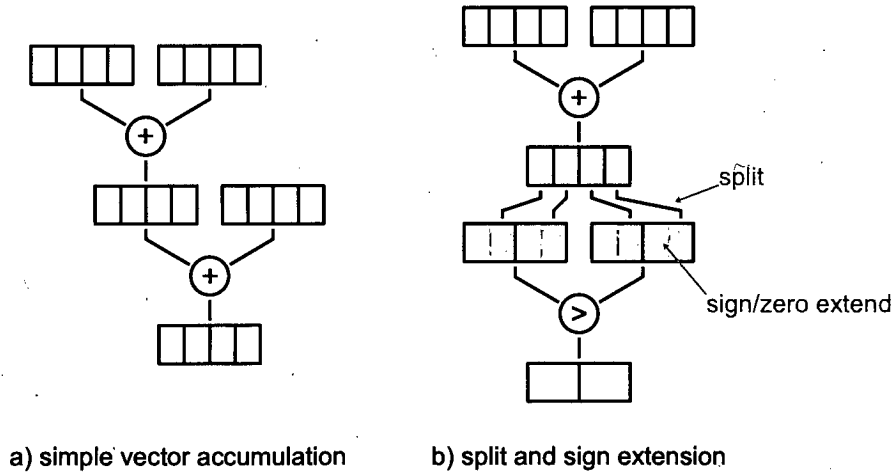 +
+
split
+
sign/zero extend
+
>
a) simple vector accumulation
b) split and sign extension